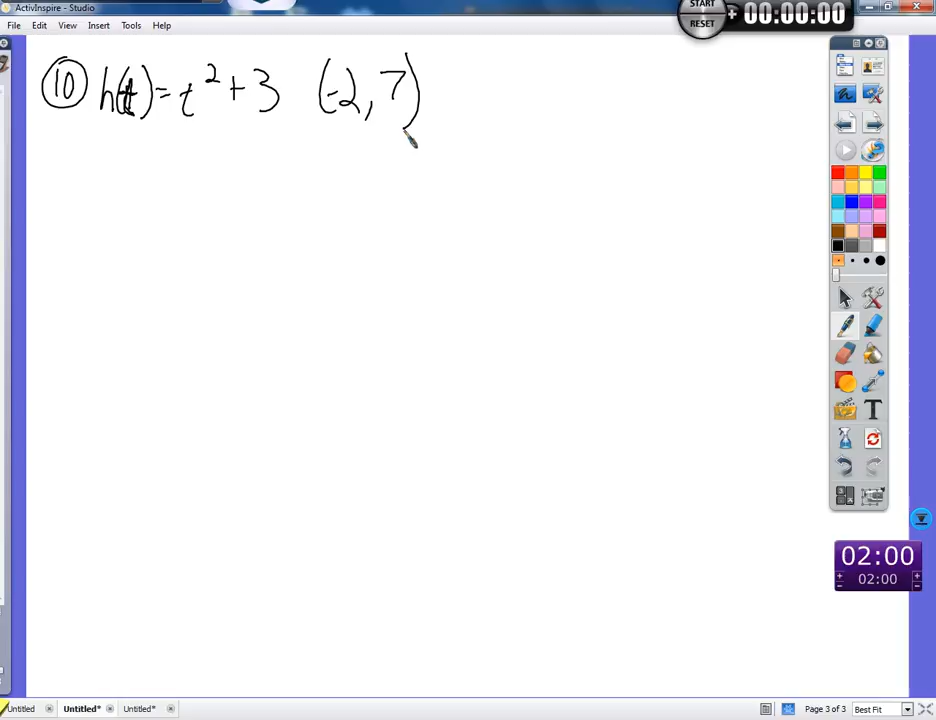 ActivInspire - Studio
START
RESET
+ 00:00:00
File Edit View Insert Tools Help
⑩ h(t) = t² + 3 (-2, 7)
T
02:00
02:00
Untitled Untitled* Untitled*
Page 3 of 3 Best Fit